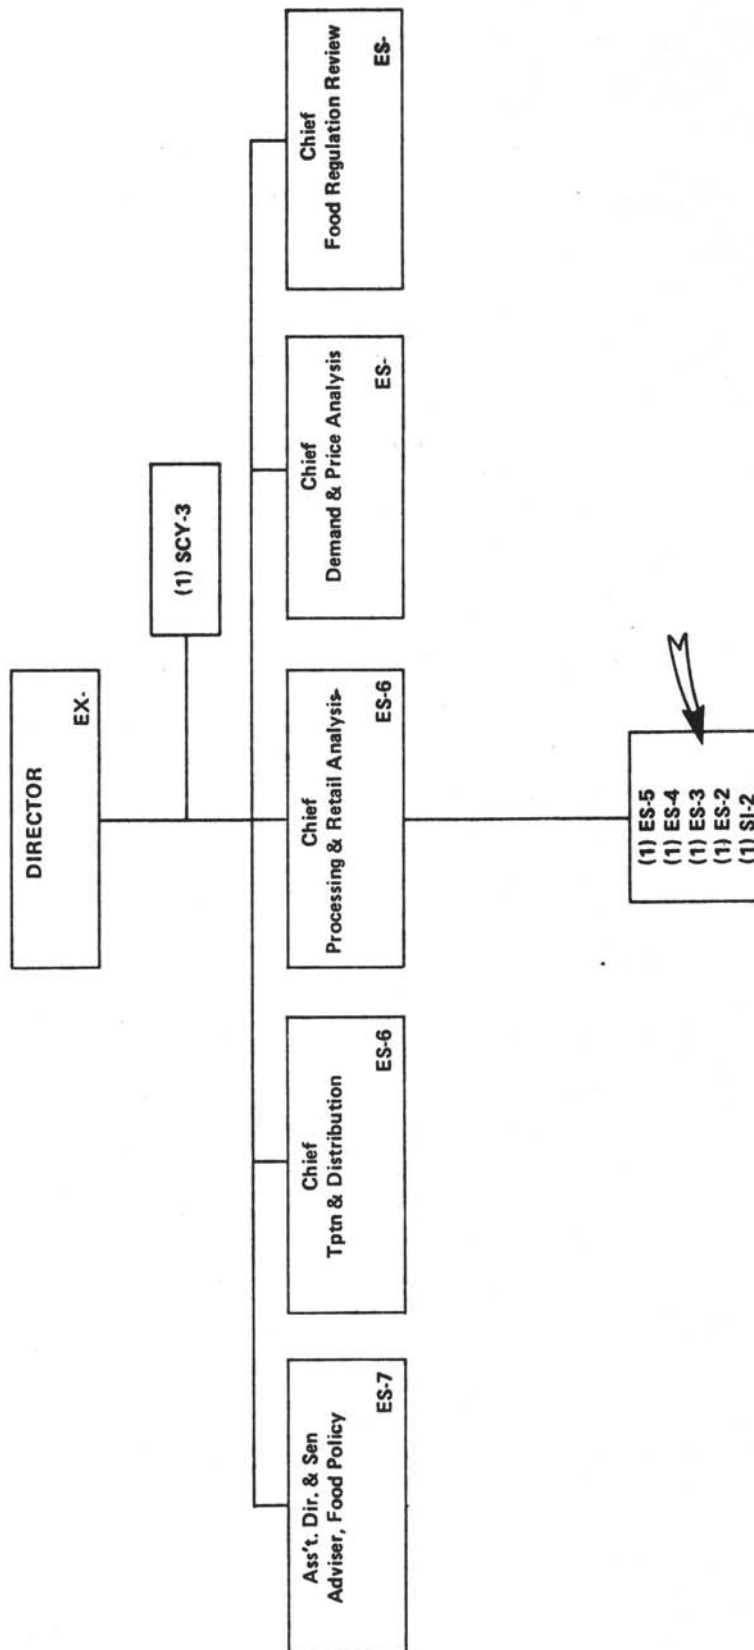 DIRECTOR
EX-
(1) SCY-3
Ass't. Dir. & Sen
Adviser, Food Policy
ES-7
Chief
Tptn & Distribution
ES-6
Chief
Processing & Retail Analysis-
ES-6
Chief
Demand & Price Analysis
ES-
Chief
Food Regulation Review
ES-
(1) ES-5
(1) ES-4
(1) ES-3
(1) ES-2
(1) SI-2